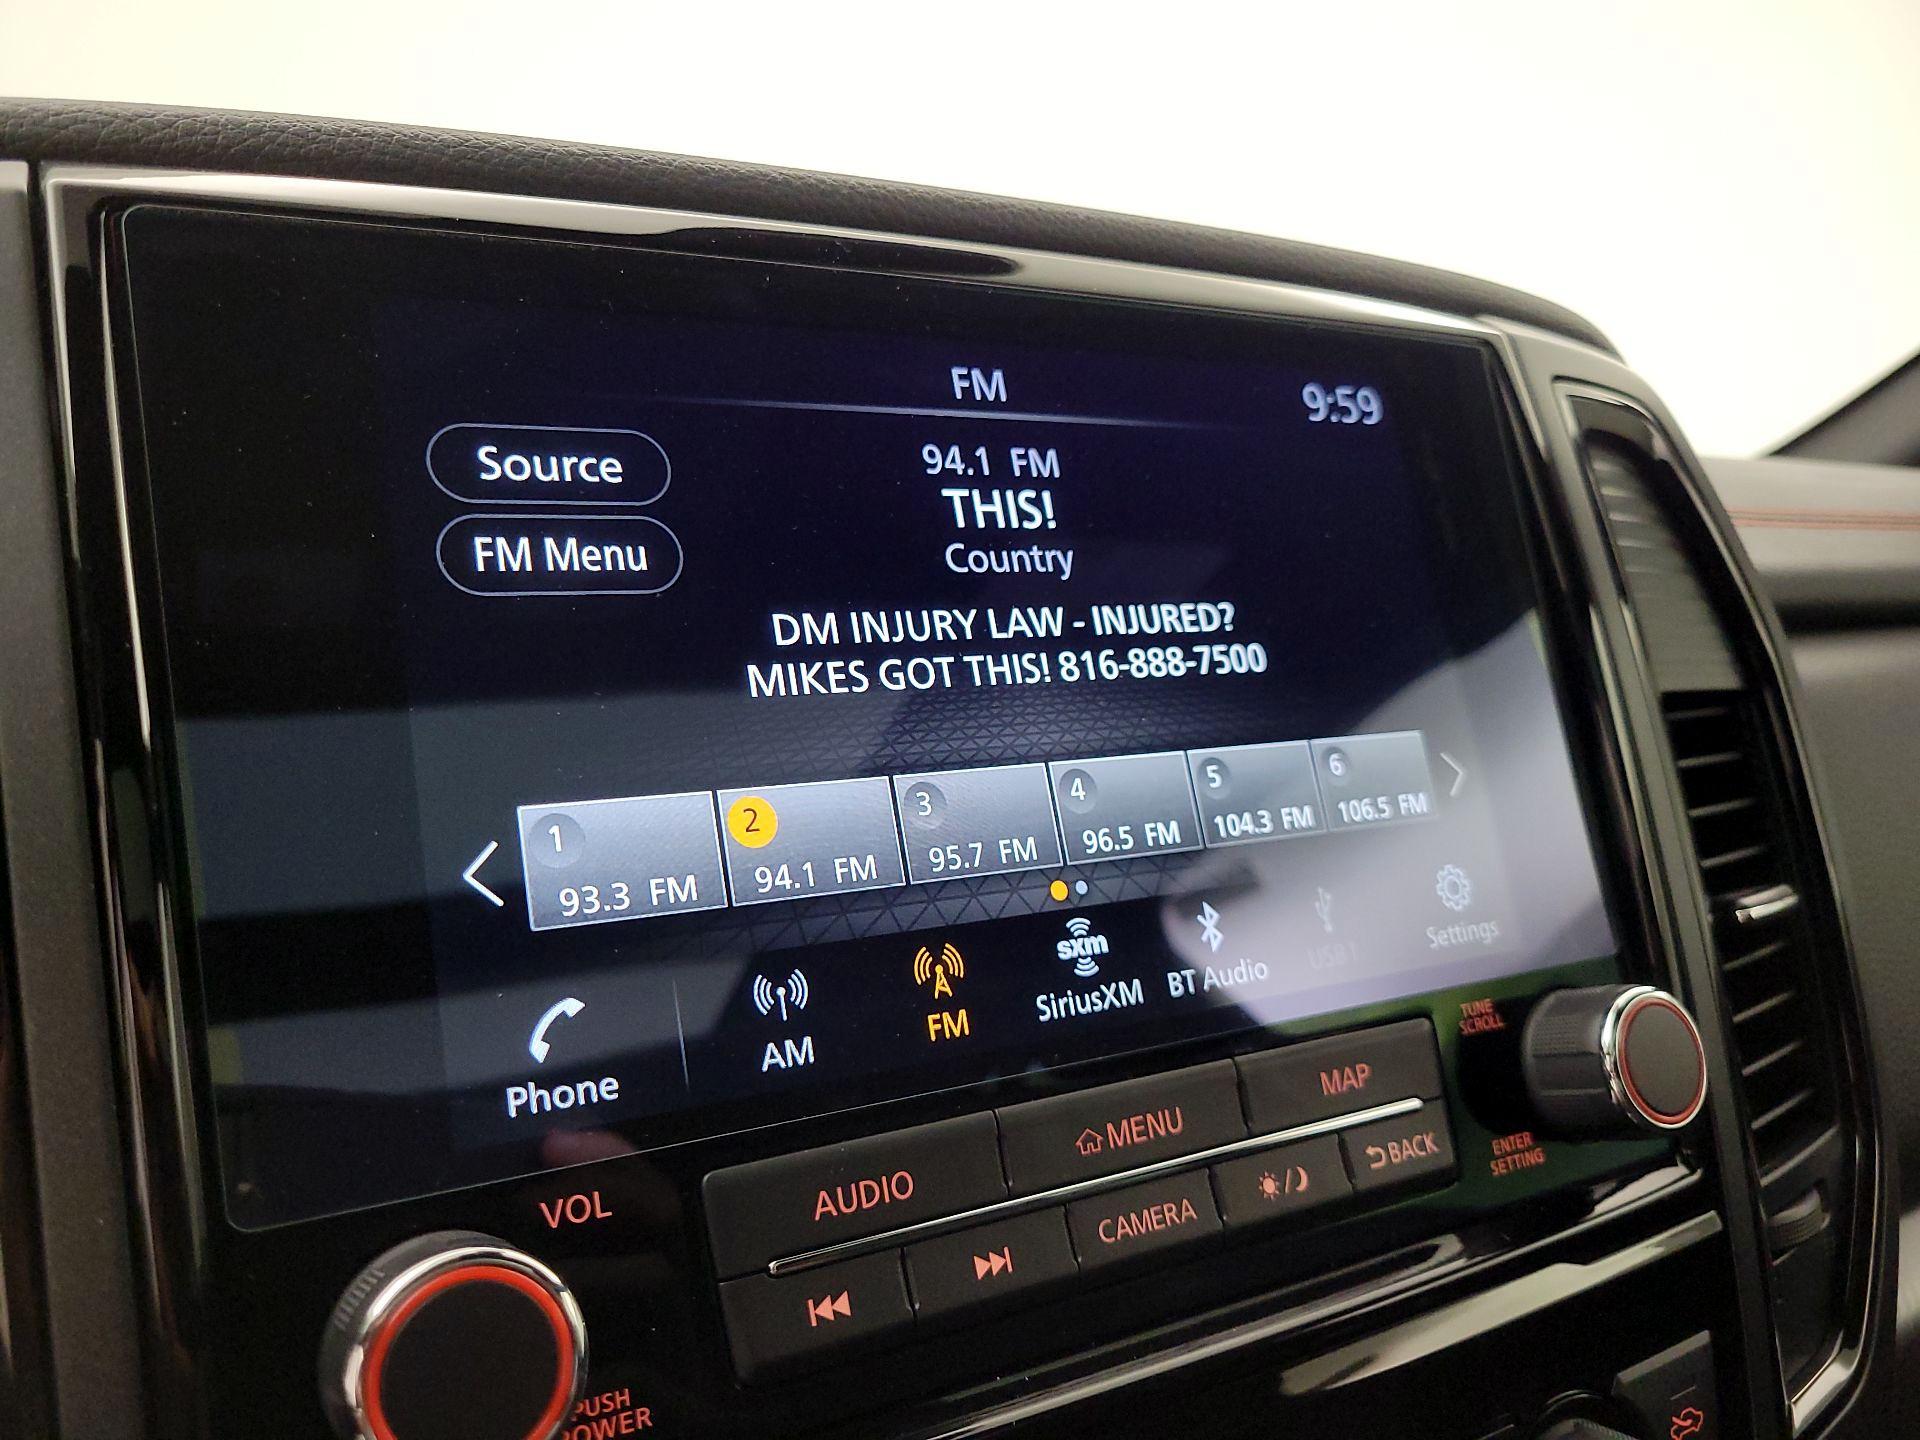 FM
9:59
Source
94.1 FM
THIS!
FM Menu
Country
DM INJURY LAW - INJURED?
MIKES GOT THIS! 816-888-7500
1
93.3 FM
2
94.1 FM
3
95.7 FM
4
96.5 FM
5
104.3 FM
6
106.5 FM
Phone
AM
FM
sxm
SiriusXM
BT Audio
USB1
Settings
TUNE
SCROLL
VOL
AUDIO
MENU
MAP
ENTER
SETTING
CAMERA
BACK
PUSH
POWER